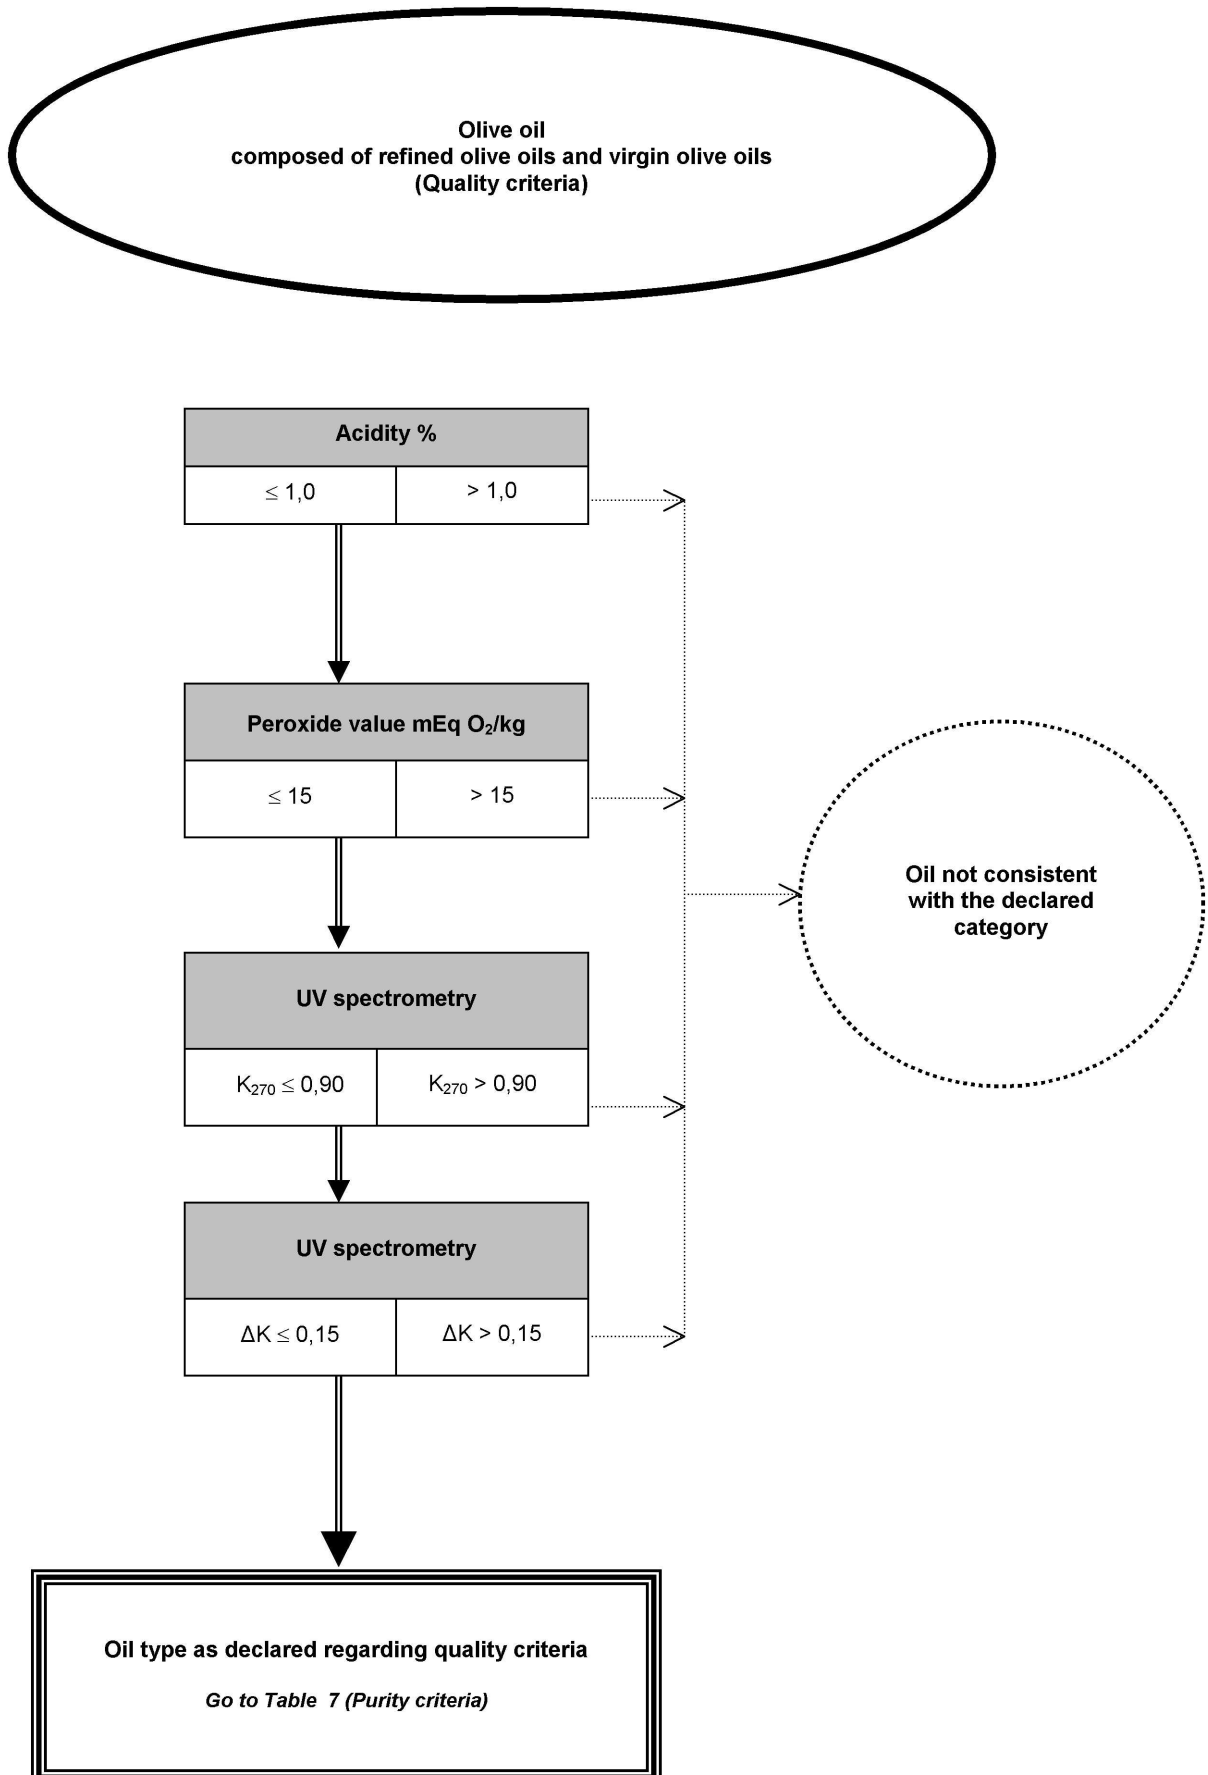 Olive oil
composed of refined olive oils and virgin olive oils
(Quality criteria)
Acidity %
≤ 1,0
> 1,0
Peroxide value mEq O₂/kg
≤ 15
> 15
Oil not consistent
with the declared
category
UV spectrometry
K₂₇₀ ≤ 0,90
K₂₇₀ > 0,90
UV spectrometry
ΔK ≤ 0,15
ΔK > 0,15
Oil type as declared regarding quality criteria
Go to Table 7 (Purity criteria)